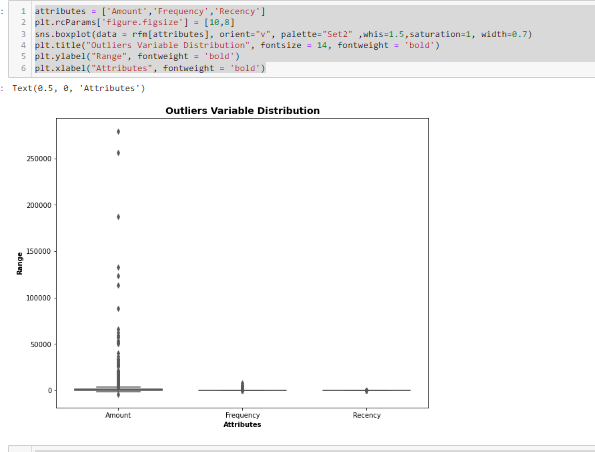 1 attributes = ['Amount','Frequency','Recency']
2 plt.rcParams['figure.figsize'] = [10,8]
3 sns.boxplot(data = rfm[attributes], orient="v", palette="Set2" ,whis=1.5,saturation=1, width=0.7)
4 plt.title("Outliers Variable Distribution", fontsize = 14, fontweight = 'bold')
5 plt.ylabel("Range", fontweight = 'bold')
6 plt.xlabel("Attributes", fontweight = 'bold')
: Text(0.5, 0, 'Attributes')
Outliers Variable Distribution
250000
200000
150000
Range
100000
50000
0
Amount Frequency Recency
Attributes